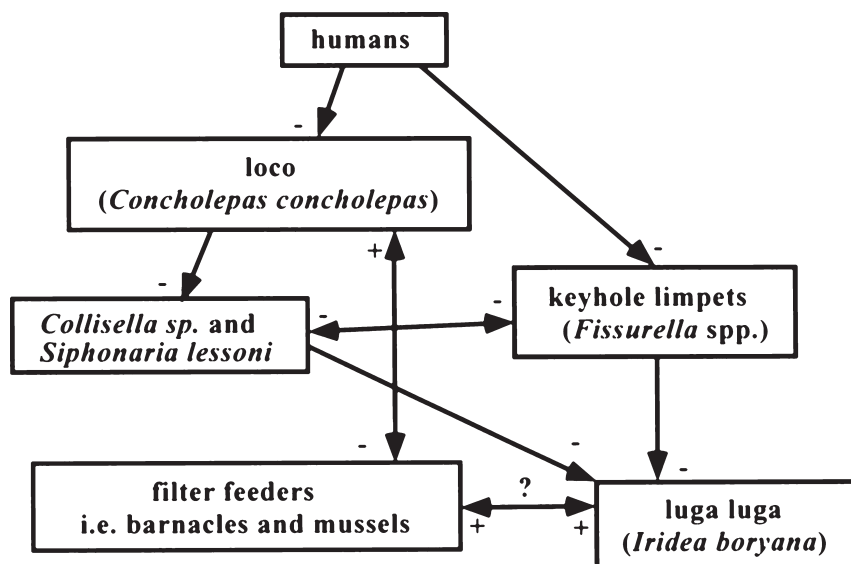 humans
-
loco
(Concholepas concholepas)
+
-
-
-
-
keyhole limpets
(Fissurella spp.)
Collisella sp. and
Siphonaria lessoni
-
-
-
filter feeders
i.e. barnacles and mussels
?
+
+
luga luga
(Iridea boryana)